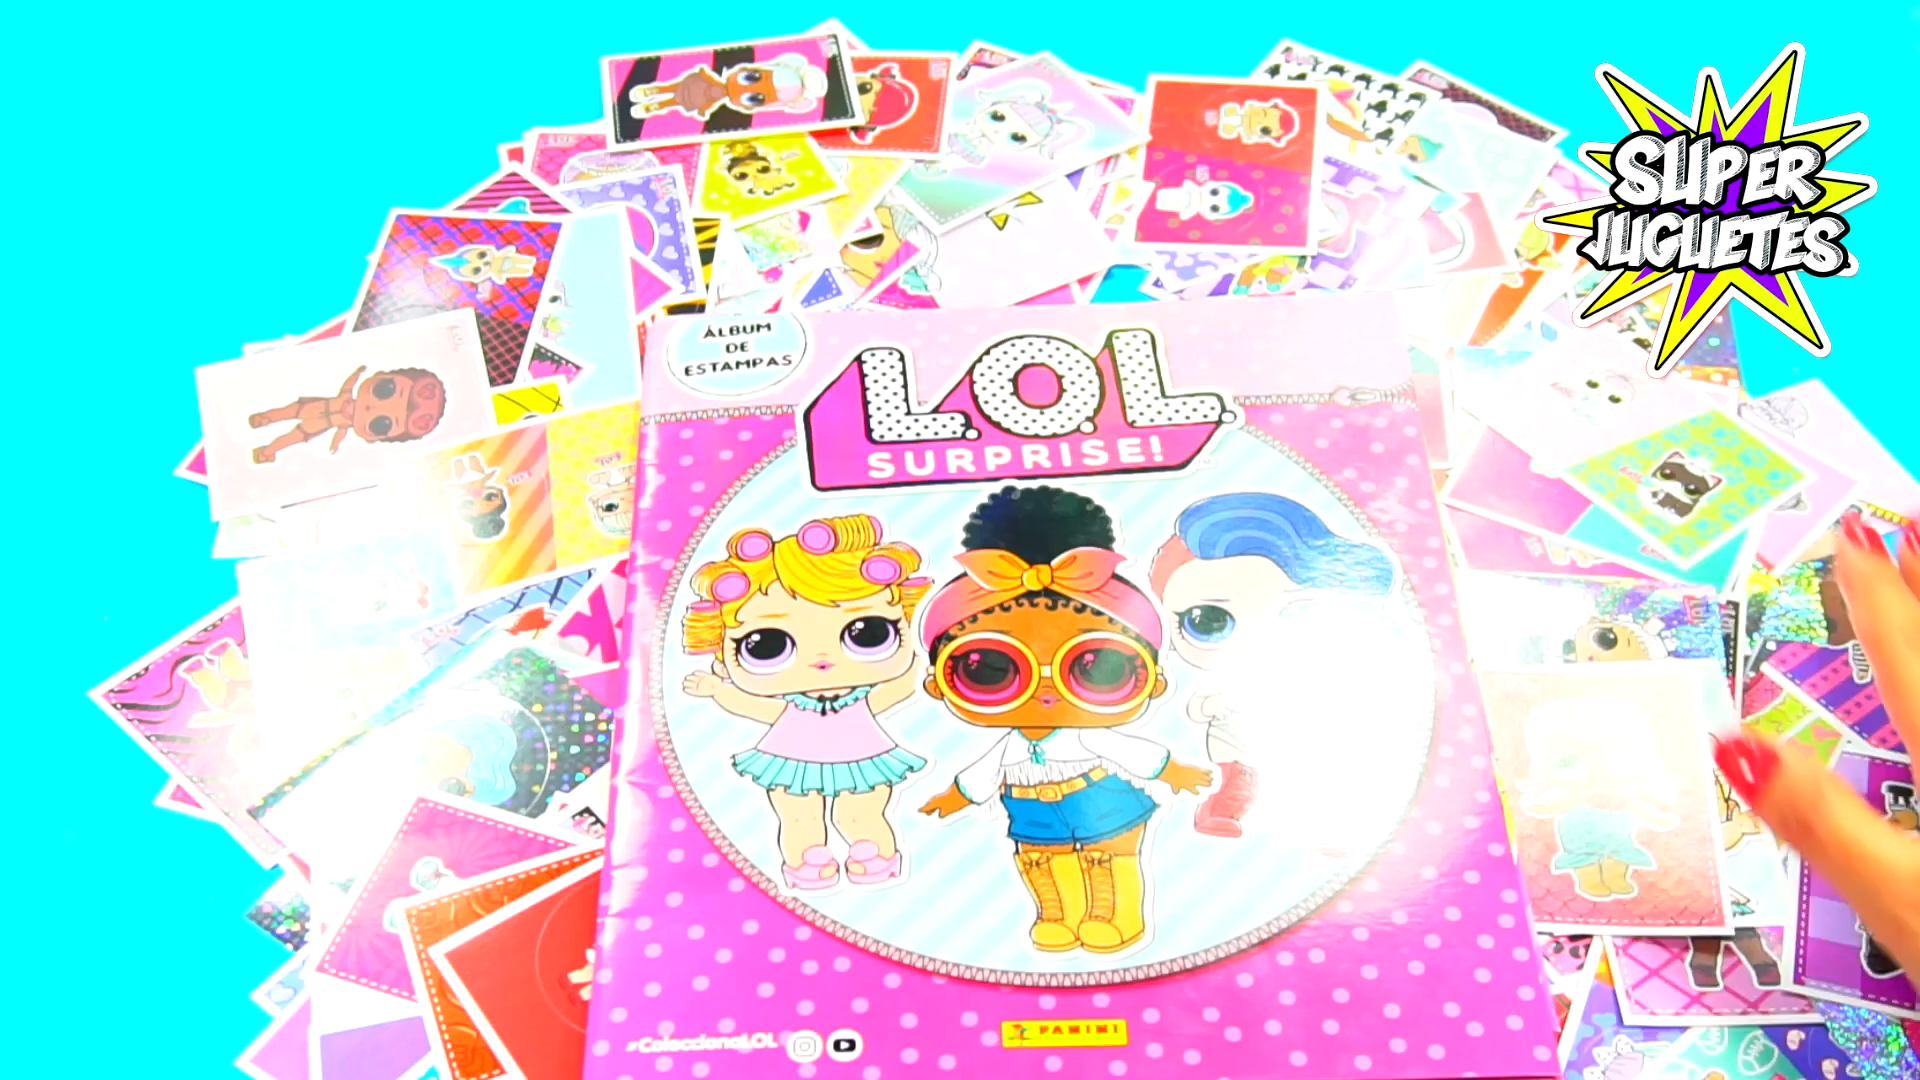 SUPER
JUGUETES
ÁLBUM
DE
ESTAMPAS
L.O.L.
SURPRISE!
#ColeccionaLOL
PANINI